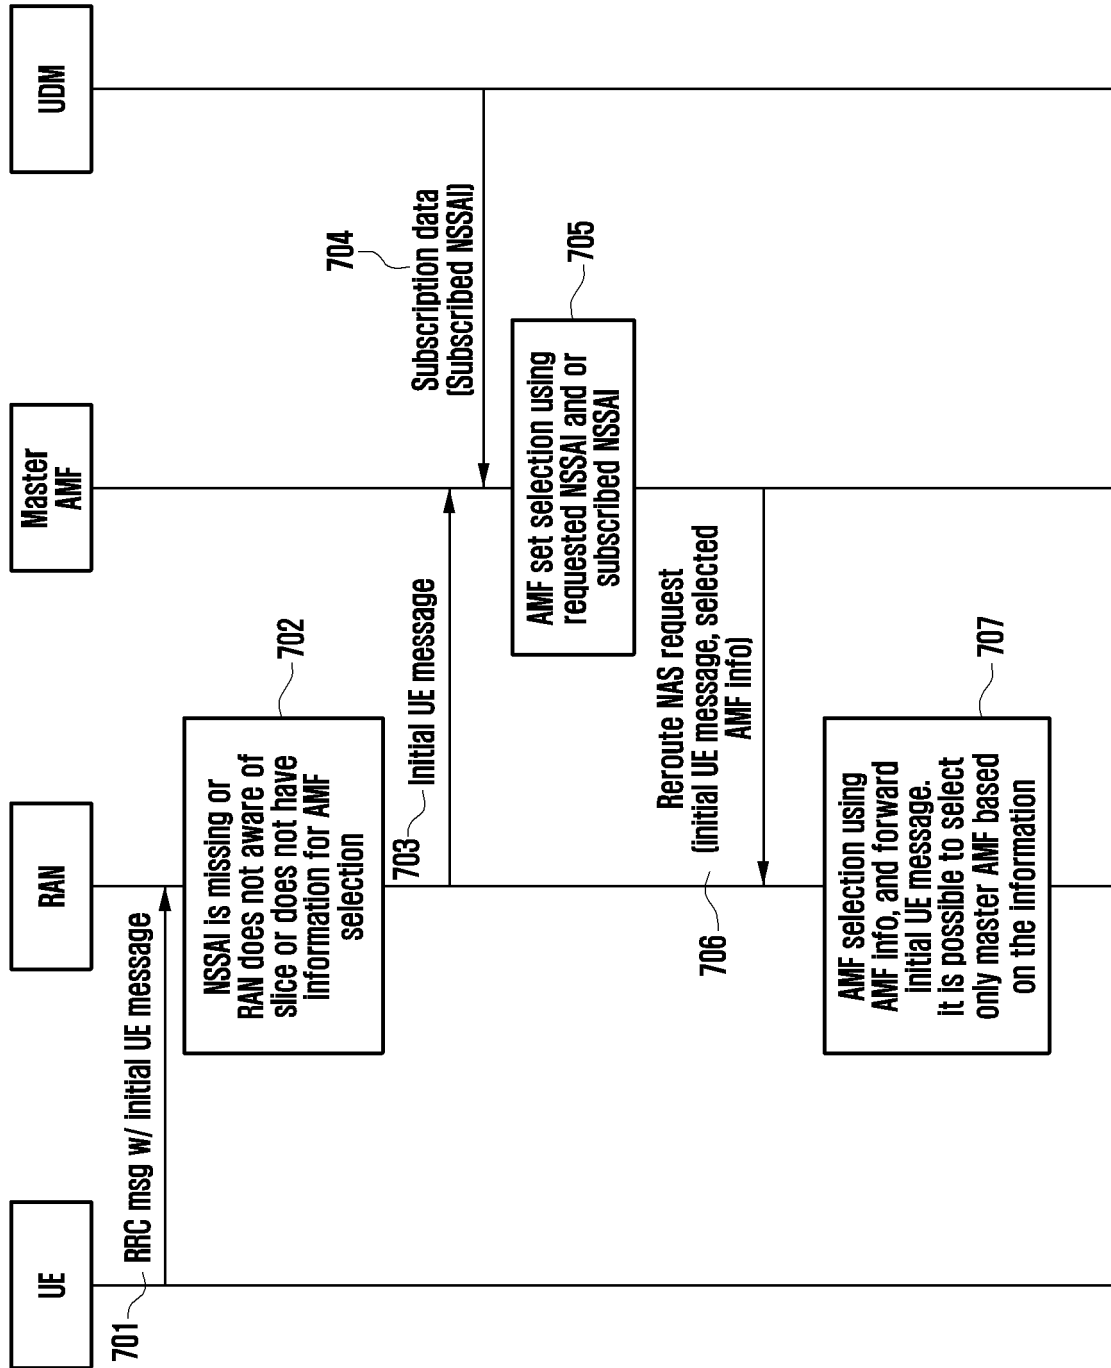 UE
RAN
Master
AMF
UDM
701
RRC msg w/ initial UE message
702
NSSAI is missing or
RAN does not aware of
slice or does not have
information for AMF
selection
703
Initial UE message
704
Subscription data
(Subscribed NSSAI)
705
AMF set selection using
requested NSSAI and or
subscribed NSSAI
706
Reroute NAS request
(initial UE message, selected
AMF info)
707
AMF selection using
AMF info, and forward
initial UE message.
it is possible to select
only master AMF based
on the information